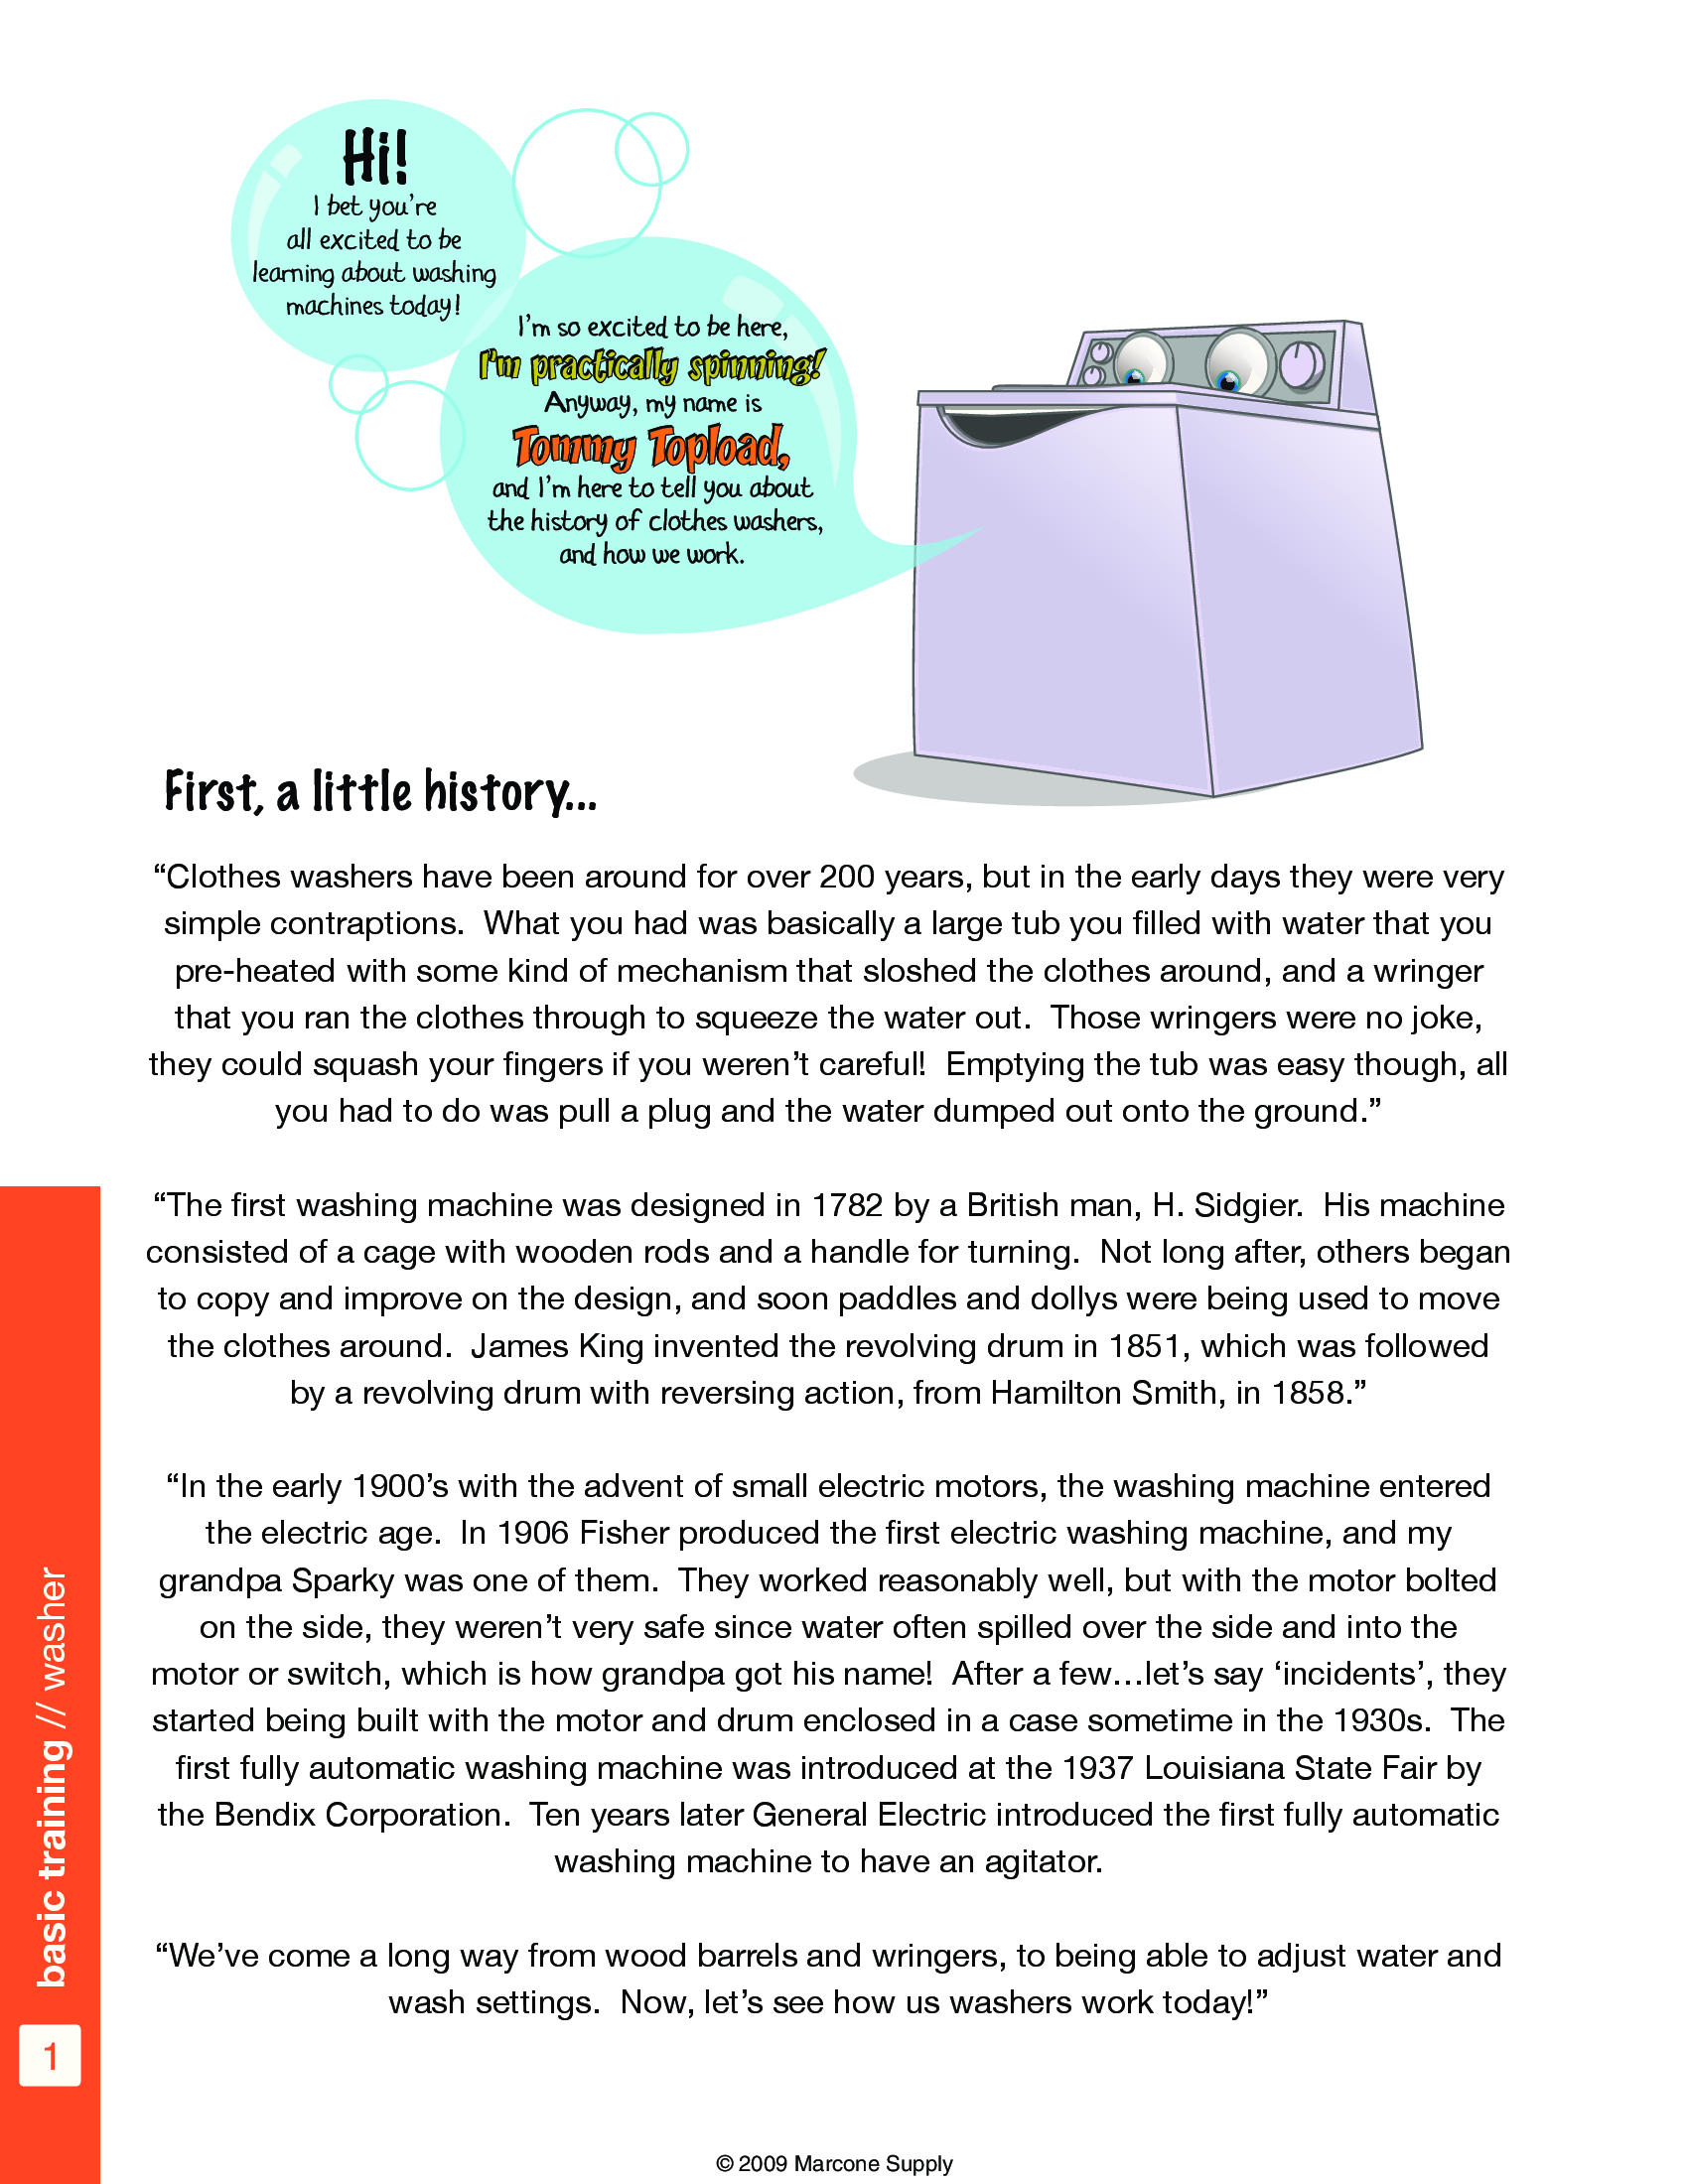 Hi!
I bet you're
all excited to be
learning about washing
machines today!
I'm so excited to be here,
I'm practically spinning!
Anyway, my name is
Tommy Topload,
and I'm here to tell you about
the history of clothes washers,
and how we work.
First, a little history...
“Clothes washers have been around for over 200 years, but in the early days they were very
simple contraptions.  What you had was basically a large tub you filled with water that you
pre-heated with some kind of mechanism that sloshed the clothes around, and a wringer
that you ran the clothes through to squeeze the water out.  Those wringers were no joke,
they could squash your fingers if you weren’t careful!  Emptying the tub was easy though, all
you had to do was pull a plug and the water dumped out onto the ground.”
“The first washing machine was designed in 1782 by a British man, H. Sidgier.  His machine
consisted of a cage with wooden rods and a handle for turning.  Not long after, others began
to copy and improve on the design, and soon paddles and dollys were being used to move
the clothes around.  James King invented the revolving drum in 1851, which was followed
by a revolving drum with reversing action, from Hamilton Smith, in 1858.”
“In the early 1900’s with the advent of small electric motors, the washing machine entered
the electric age.  In 1906 Fisher produced the first electric washing machine, and my
grandpa Sparky was one of them.  They worked reasonably well, but with the motor bolted
on the side, they weren’t very safe since water often spilled over the side and into the
motor or switch, which is how grandpa got his name!  After a few…let’s say ‘incidents’, they
started being built with the motor and drum enclosed in a case sometime in the 1930s.  The
first fully automatic washing machine was introduced at the 1937 Louisiana State Fair by
the Bendix Corporation.  Ten years later General Electric introduced the first fully automatic
washing machine to have an agitator.
“We’ve come a long way from wood barrels and wringers, to being able to adjust water and
wash settings.  Now, let’s see how us washers work today!”
basic training // washer
1
© 2009 Marcone Supply